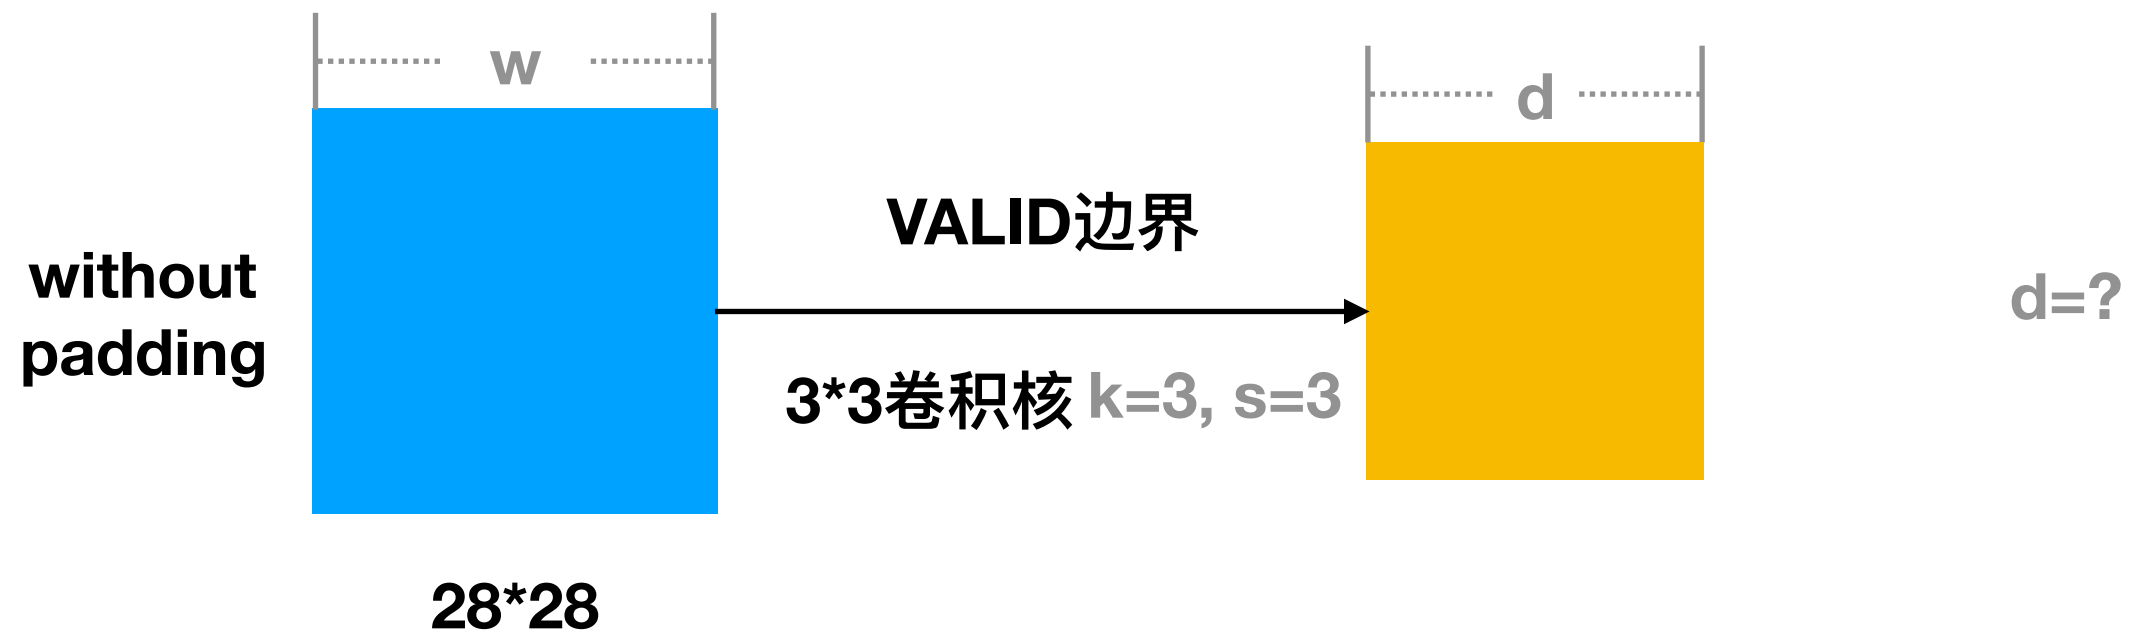 w
d
VALID边界
without
padding
d=?
3*3卷积核 k=3, s=3
28*28